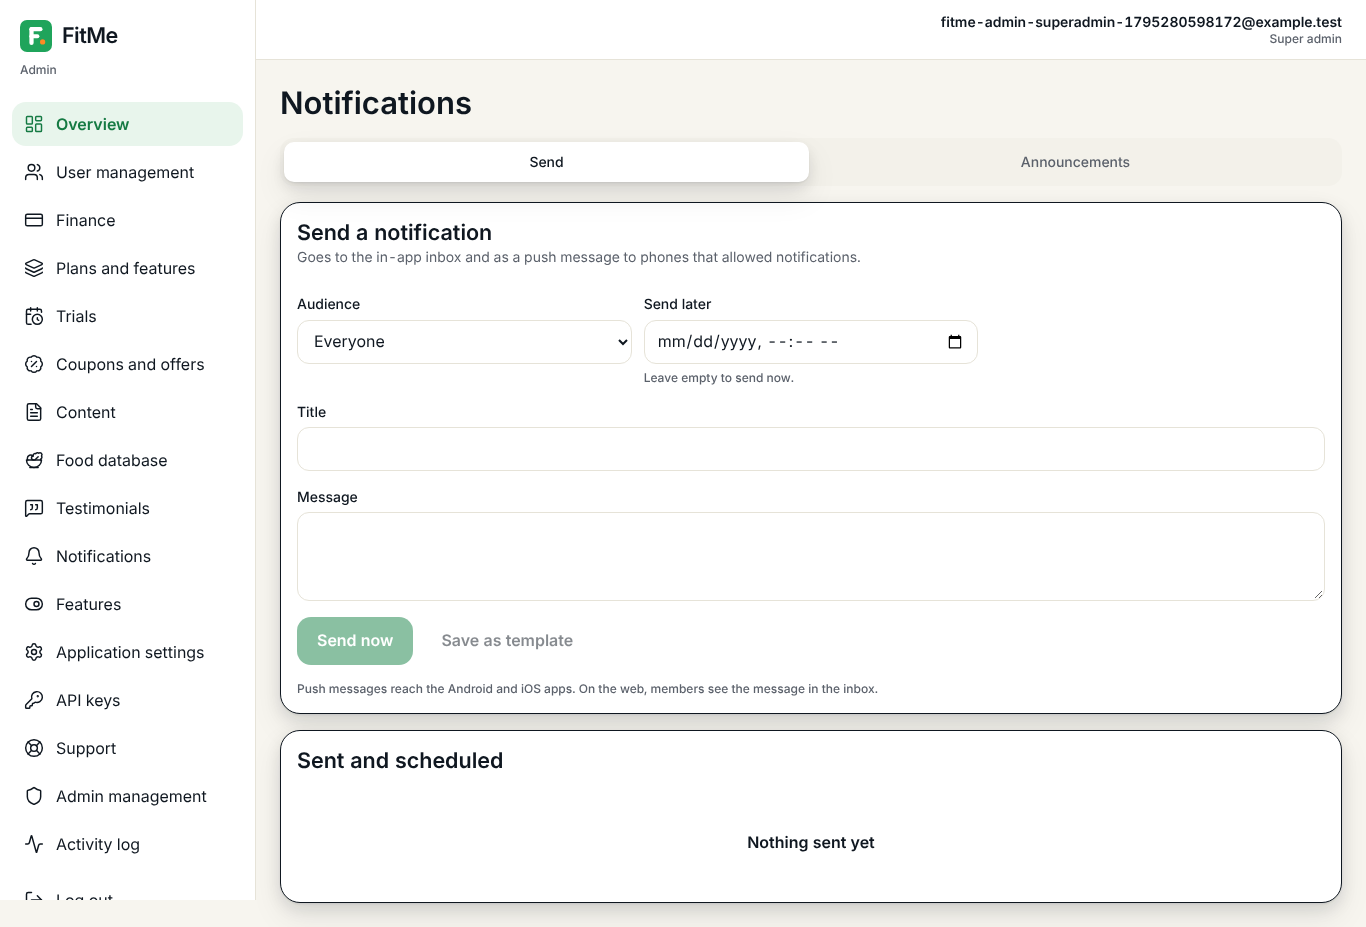 FitMe
Admin
Overview
User management
Finance
Plans and features
Trials
Coupons and offers
Content
Food database
Testimonials
Notifications
Features
Application settings
API keys
Support
Admin management
Activity log
Log out
fitme-admin-superadmin-1795280598172@example.test
Super admin
Notifications
Send
Announcements
Send a notification
Goes to the in-app inbox and as a push message to phones that allowed notifications.
Audience
Everyone
Send later
mm/dd/yyyy, --:-- --
Leave empty to send now.
Title
Message
Send now
Save as template
Push messages reach the Android and iOS apps. On the web, members see the message in the inbox.
Sent and scheduled
Nothing sent yet